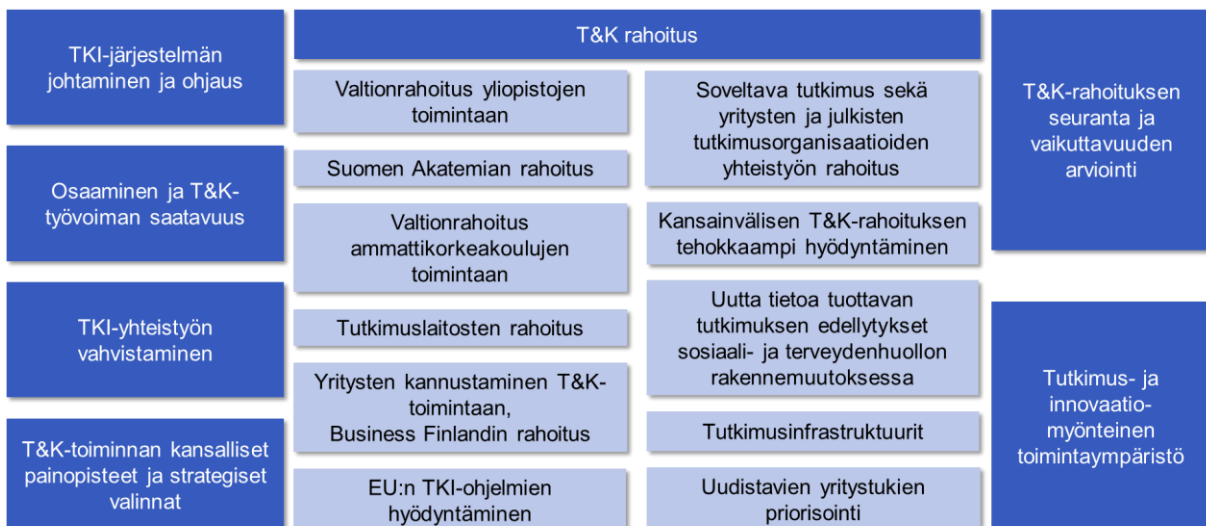 TKI-järjestelmän
johtaminen ja ohjaus
Osaaminen ja T&K-
työvoiman saatavuus
TKI-yhteistyön
vahvistaminen
T&K-toiminnan kansalliset
painopisteet ja strategiset
valinnat
T&K rahoitus
Valtionrahoitus yliopistojen
toimintaan
Suomen Akatemian rahoitus
Valtionrahoitus
ammattikorkeakoulujen
toimintaan
Tutkimuslaitosten rahoitus
Yritysten kannustaminen T&K-
toimintaan,
Business Finlandin rahoitus
EU:n TKI-ohjelmien
hyödyntäminen
Soveltava tutkimus sekä
yritysten ja julkisten
tutkimusorganisaatioiden
yhteistyön rahoitus
Kansainvälisen T&K-rahoituksen
tehokkaampi hyödyntäminen
Uutta tietoa tuottavan
tutkimuksen edellytykset
sosiaali- ja terveydenhuollon
rakennemuutoksessa
Tutkimusinfrastruktuurit
Uudistavien yritystukien
priorisointi
T&K-rahoituksen
seuranta ja
vaikuttavuuden
arviointi
Tutkimus- ja
innovaatio-
myönteinen
toimintaympäristö